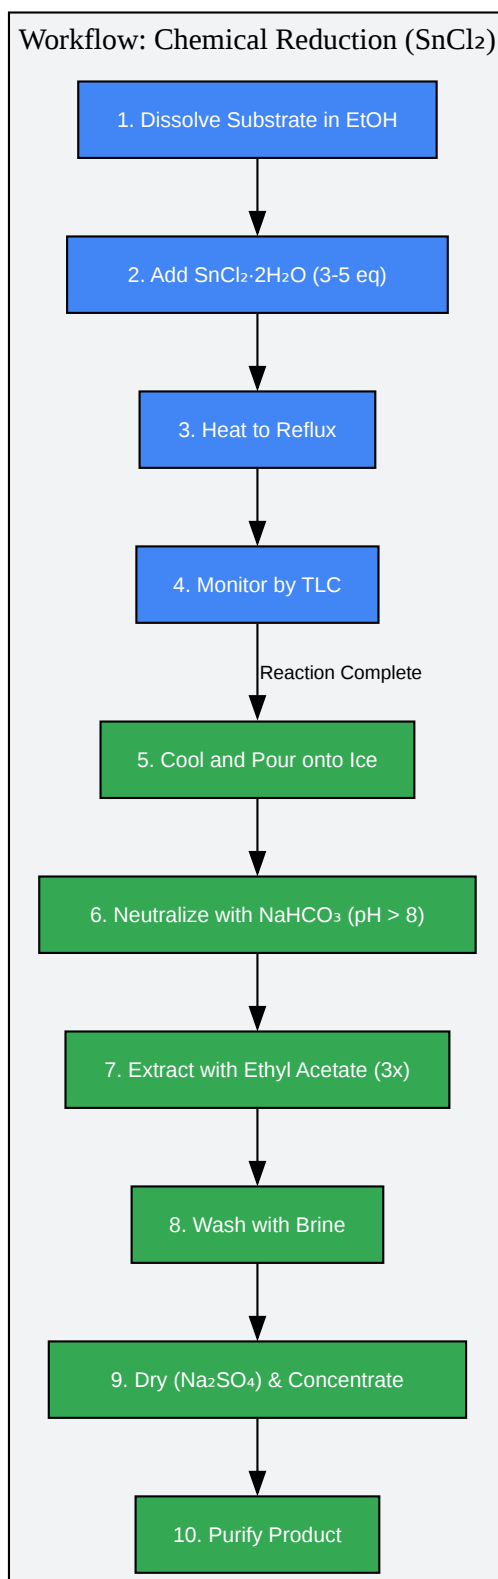 Workflow: Chemical Reduction (SnCl₂)
1. Dissolve Substrate in EtOH
2. Add SnCl₂·2H₂O (3-5 eq)
3. Heat to Reflux
4. Monitor by TLC
Reaction Complete
5. Cool and Pour onto Ice
6. Neutralize with NaHCO₃ (pH > 8)
7. Extract with Ethyl Acetate (3x)
8. Wash with Brine
9. Dry (Na₂SO₄) & Concentrate
10. Purify Product